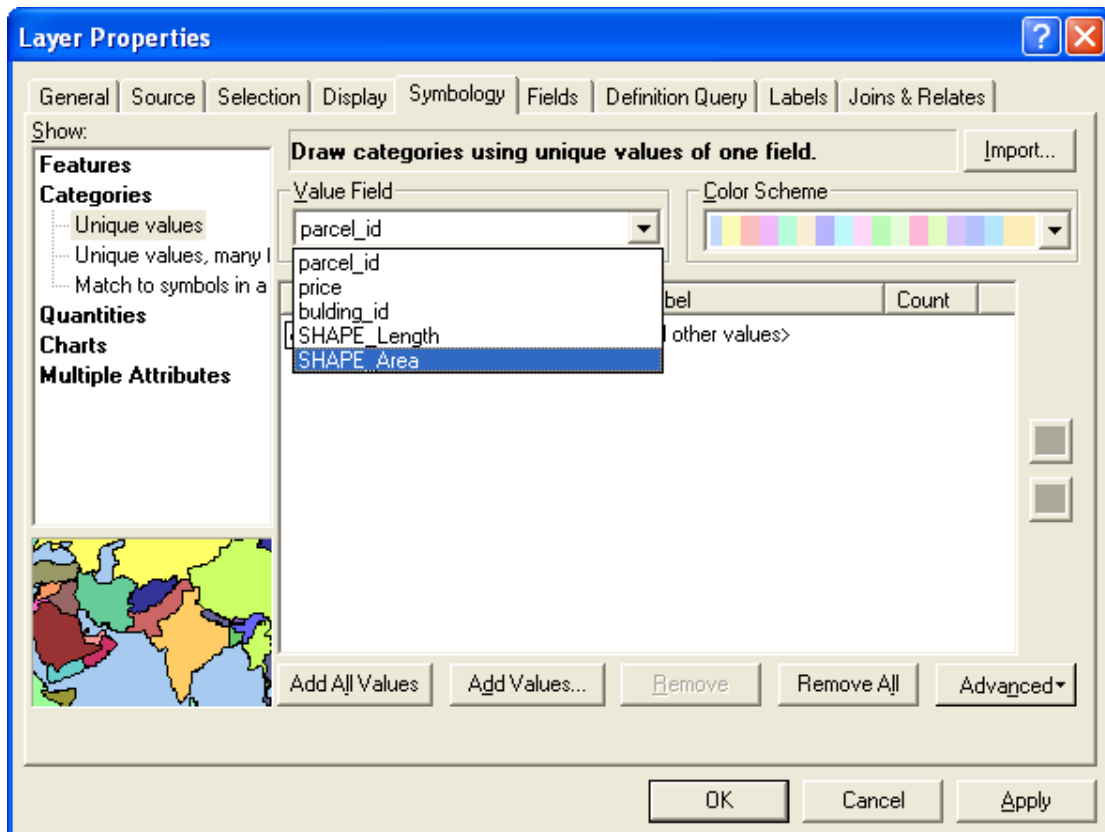 Layer Properties
General Source Selection Display Symbology Fields Definition Query Labels Joins & Relates
Show:
Features
Categories
Unique values
Unique values, many
Match to symbols in a
Quantities
Charts
Multiple Attributes
Draw categories using unique values of one field.
Import...
Value Field
parcel_id
parcel_id
price
bulding_id
SHAPE_Length
SHAPE_Area
Color Scheme
Count
other values>
Add All Values Add Values... Remove Remove All Advanced
OK Cancel Apply